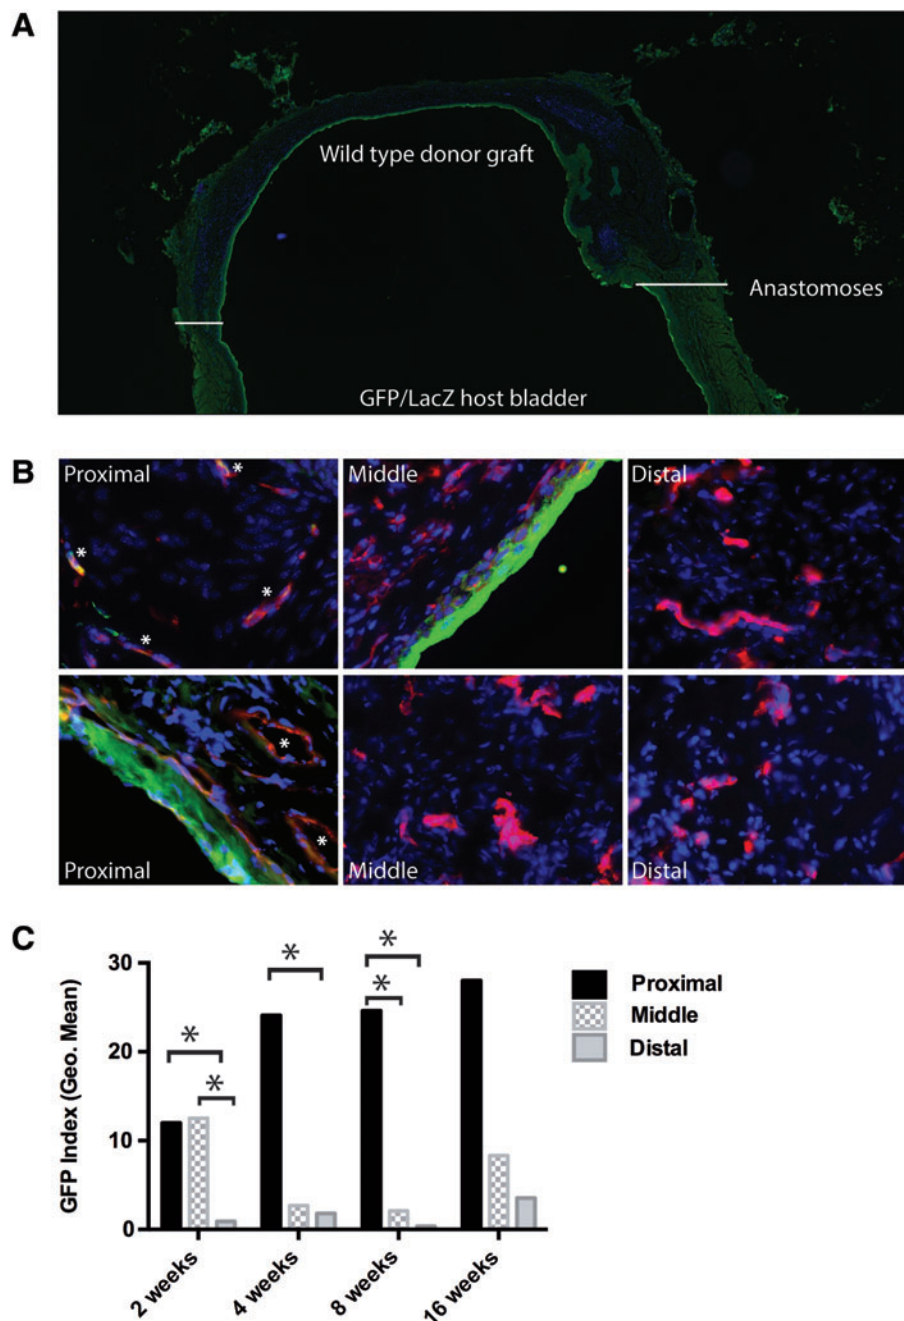 A
Wild type donor graft
Anastomoses
GFP/LacZ host bladder
B
Proximal
*
*
*
*
Middle
Distal
Proximal
*
*
Middle
Distal
C
GFP Index (Geo. Mean)
30
20
10
0
*
*
*
*
*
2 weeks
4 weeks
8 weeks
16 weeks
Proximal
Middle
Distal